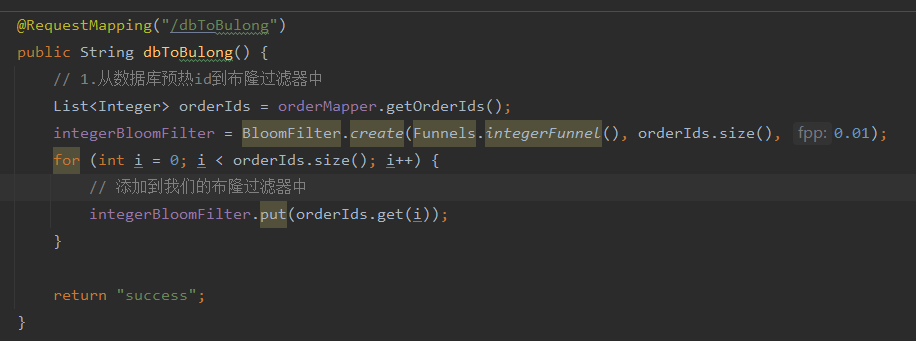 @RequestMapping("/dbToBulong")
public String dbToBulong() {
// 1.从数据库预热id到布隆过滤器中
List<Integer> orderIds = orderMapper.getOrderIds();
integerBloomFilter = BloomFilter.create(Funnels.integerFunnel(), orderIds.size(), fpp: 0.01);
for (int i = 0; i < orderIds.size(); i++) {
// 添加到我们的布隆过滤器中
integerBloomFilter.put(orderIds.get(i));
}
return "success";
}